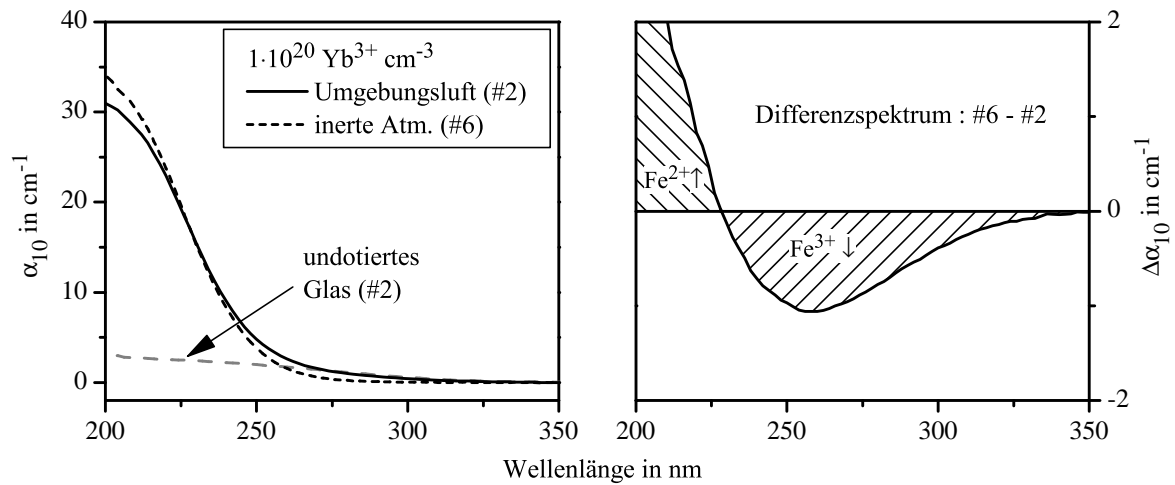 40
30
20
10
0
α₁₀ in cm⁻¹
1·10²⁰ Yb³⁺ cm⁻³
Umgebungsluft (#2)
inerte Atm. (#6)
undotiertes
Glas (#2)
200 250 300 350
2
0
-2
Δα₁₀ in cm⁻¹
Differenzspektrum : #6 - #2
Fe²⁺↑
Fe³⁺ ↓
200 250 300 350
Wellenlänge in nm